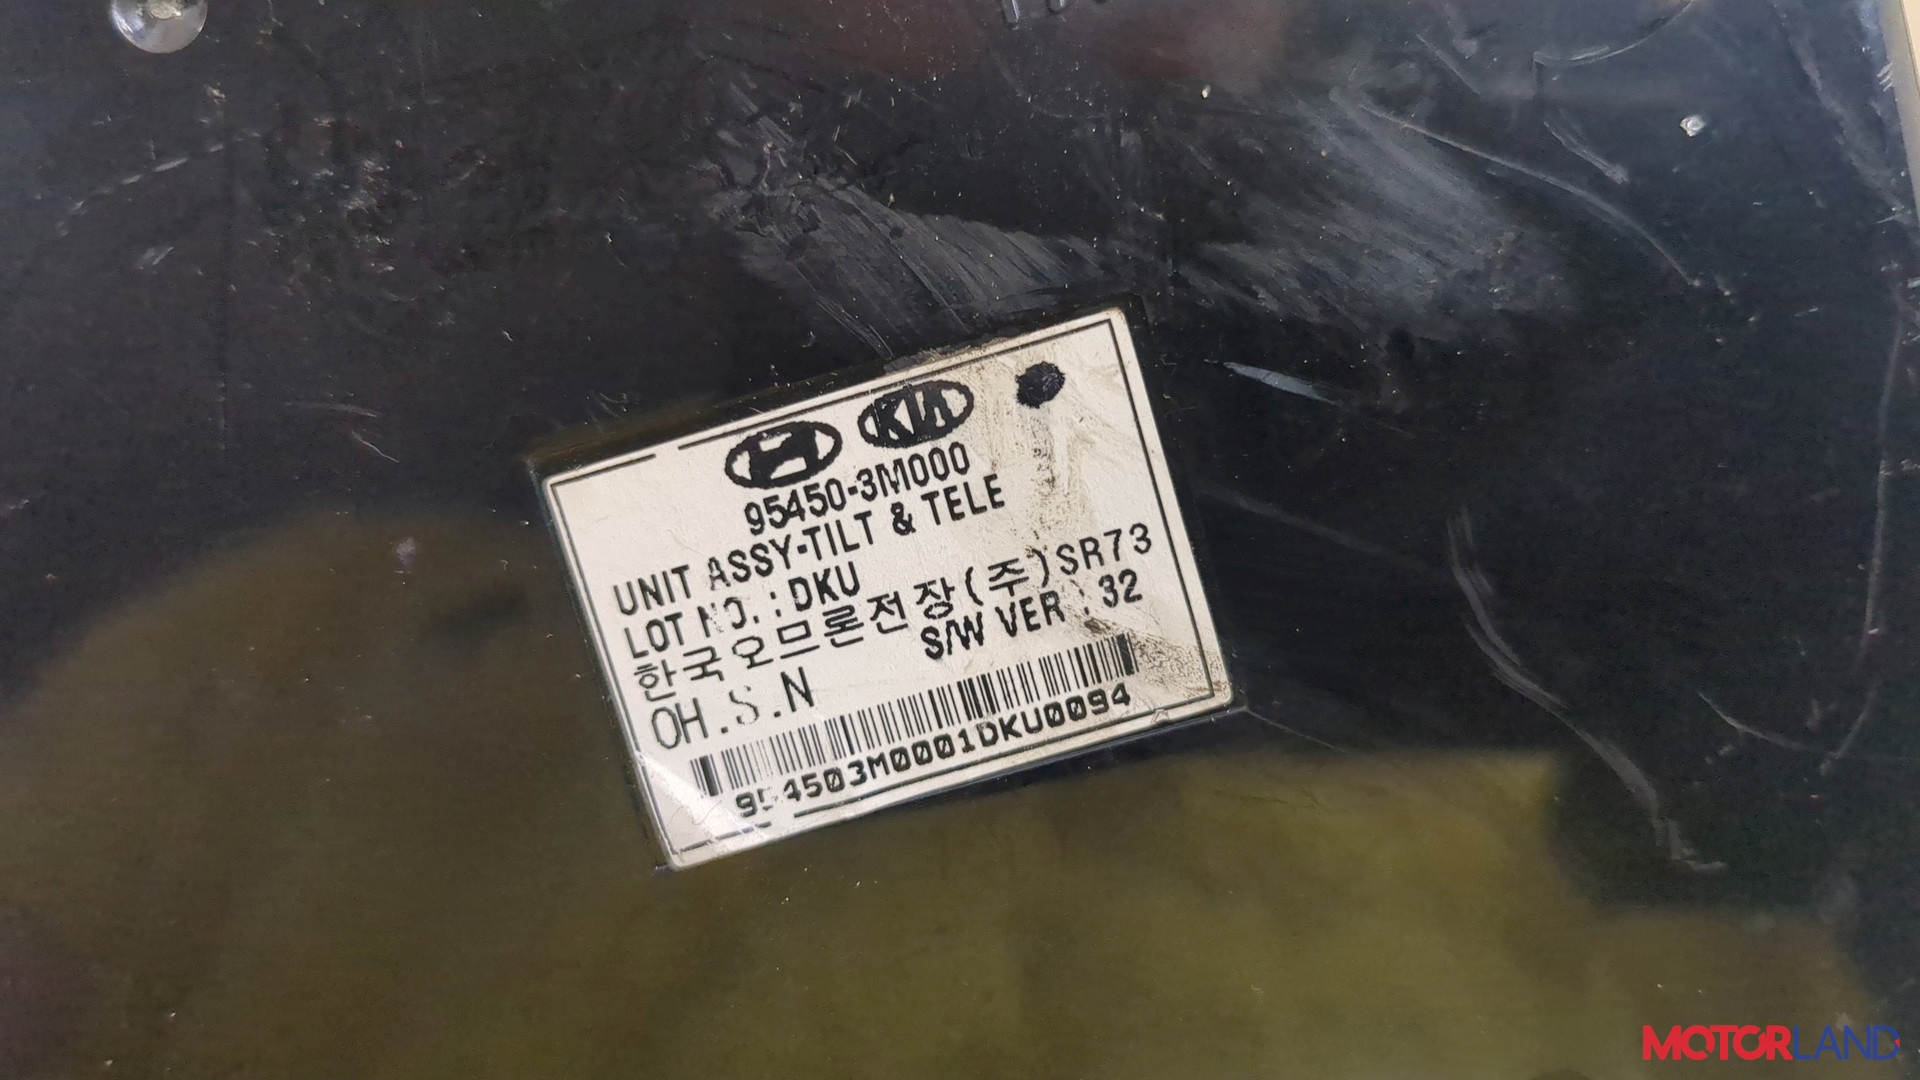 KIA
95450-3M000
UNIT ASSY-TILT & TELE
LOT NO. : DKU
한국오므론전장(주)SR73
S/W VER : 32
OH.S.N
954503M0001DKU0094
MOTORLAND